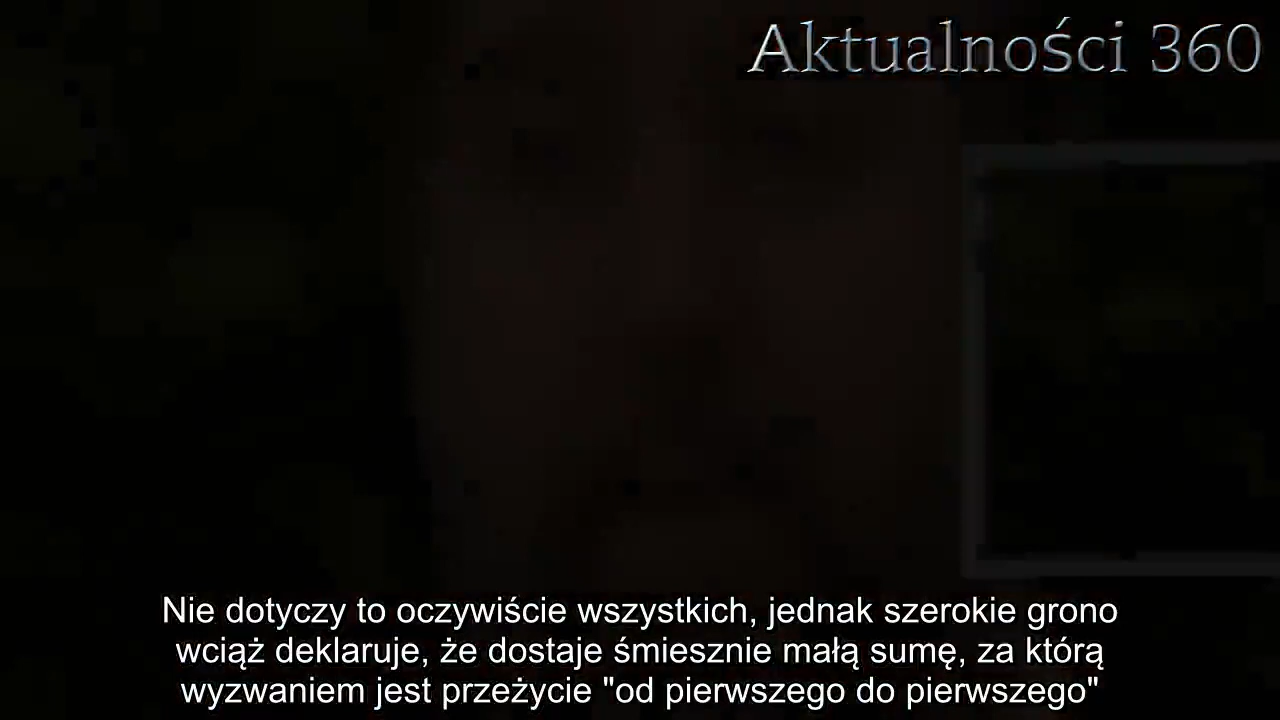 Aktualności 360
Nie dotyczy to oczywiście wszystkich, jednak szerokie grono
wciąż deklaruje, że dostaje śmiesznie małą sumę, za którą
wyzwaniem jest przeżycie "od pierwszego do pierwszego"